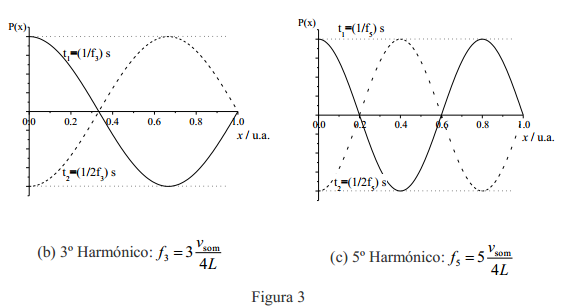 P(x)
t₁=(1/f₃) s
0.0 0.2 0.4 0.6 0.8 1.0
x / u.a.
t₂=(1/2f₃) s
(b) 3º Harmónico: f₃ = 3 v_som / 4L
P(x)
t₁=(1/f₅) s
0.0 0.2 0.4 0.6 0.8 1.0
x / u.a.
t₂=(1/2f₅) s
(c) 5º Harmónico: f₅ = 5 v_som / 4L
Figura 3